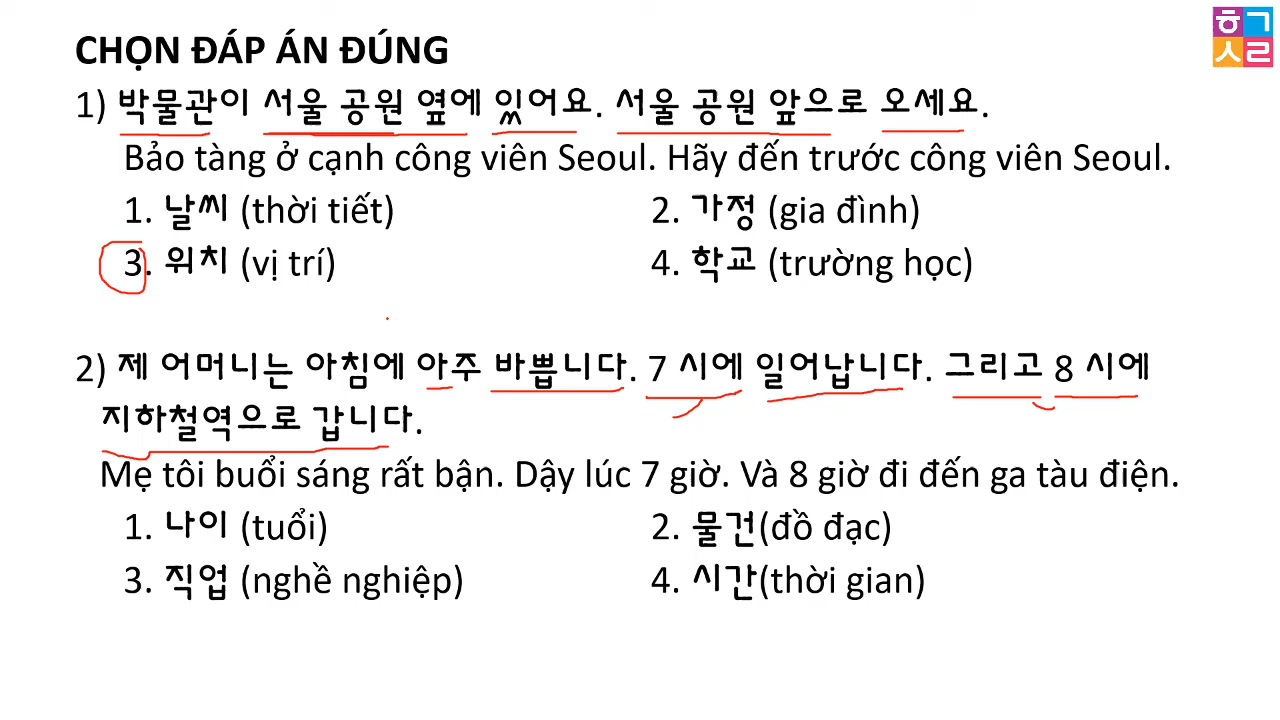 ㅎㄱ
ㅅㄹ
CHỌN ĐÁP ÁN ĐÚNG
1) 박물관이 서울 공원 옆에 있어요. 서울 공원 앞으로 오세요.
Bảo tàng ở cạnh công viên Seoul. Hãy đến trước công viên Seoul.
1. 날씨 (thời tiết) 2. 가정 (gia đình)
3. 위치 (vị trí) 4. 학교 (trường học)
2) 제 어머니는 아침에 아주 바쁩니다. 7 시에 일어납니다. 그리고 8 시에
지하철역으로 갑니다.
Mẹ tôi buổi sáng rất bận. Dậy lúc 7 giờ. Và 8 giờ đi đến ga tàu điện.
1. 나이 (tuổi) 2. 물건(đồ đạc)
3. 직업 (nghề nghiệp) 4. 시간(thời gian)